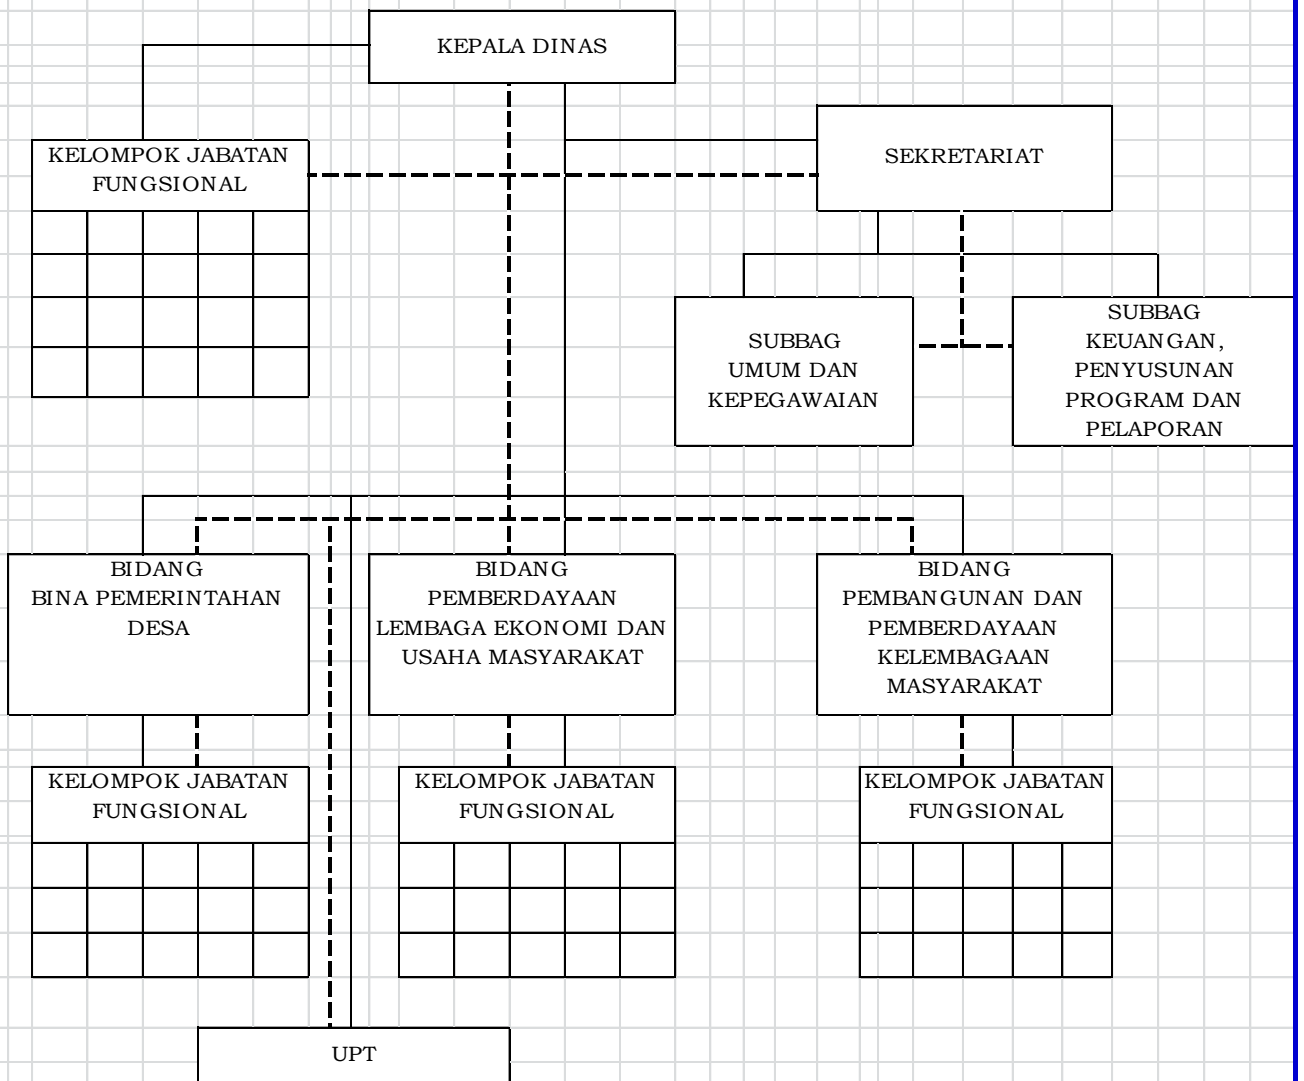 KEPALA DINAS
SEKRETARIAT
KELOMPOK JABATAN
FUNGSIONAL
SUBBAG
UMUM DAN
KEPEGAWAIAN
SUBBAG
KEUANGAN,
PENYUSUNAN
PROGRAM DAN
PELAPORAN
BIDANG
BINA PEMERINTAHAN
DESA
BIDANG
PEMBERDAYAAN
LEMBAGA EKONOMI DAN
USAHA MASYARAKAT
BIDANG
PEMBANGUNAN DAN
PEMBERDAYAAN
KELEMBAGAAN
MASYARAKAT
KELOMPOK JABATAN
FUNGSIONAL
KELOMPOK JABATAN
FUNGSIONAL
KELOMPOK JABATAN
FUNGSIONAL
UPT